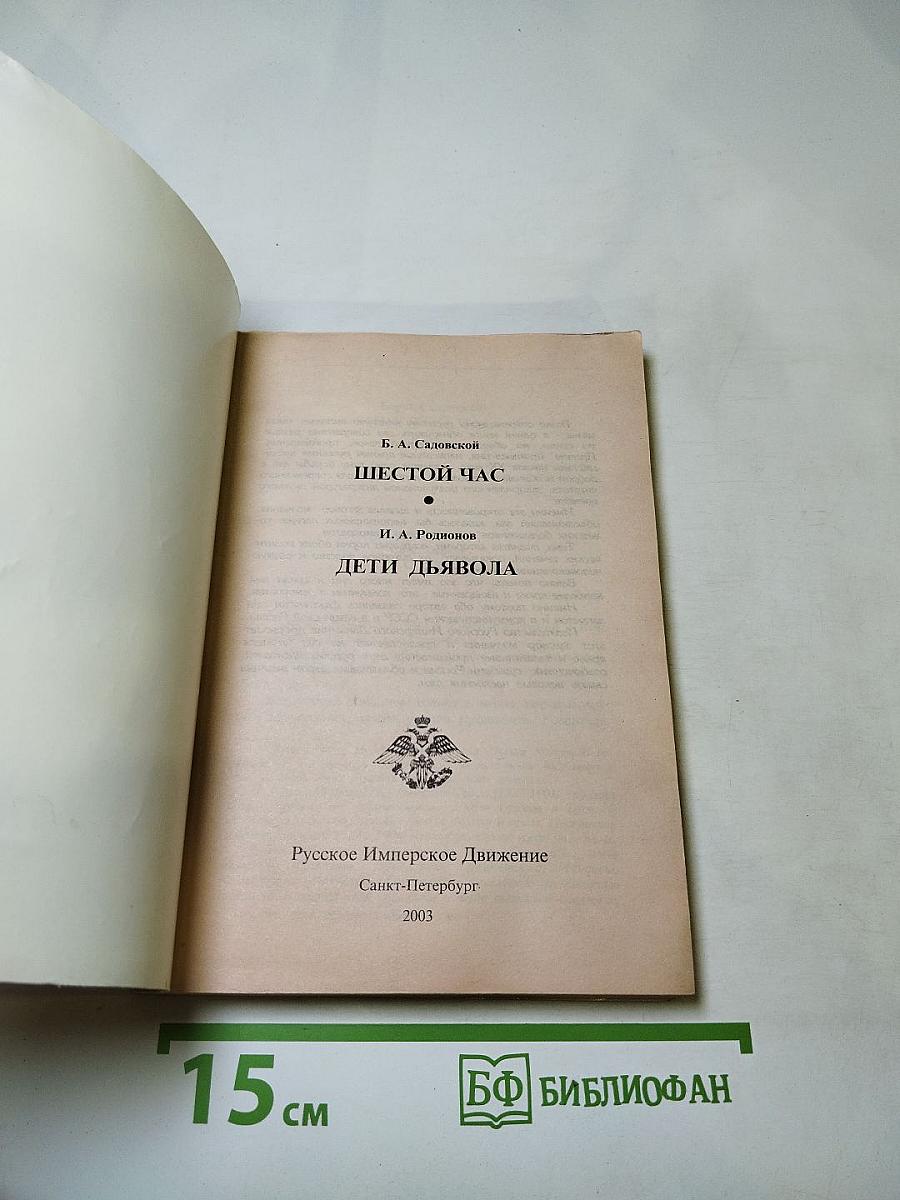 Б. А. Садовской
ШЕСТОЙ ЧАС
•
И. А. Родионов
ДЕТИ ДЬЯВОЛА
Русское Имперское Движение
Санкт-Петербург
2003
15 см
БФ БИБЛИОФАН